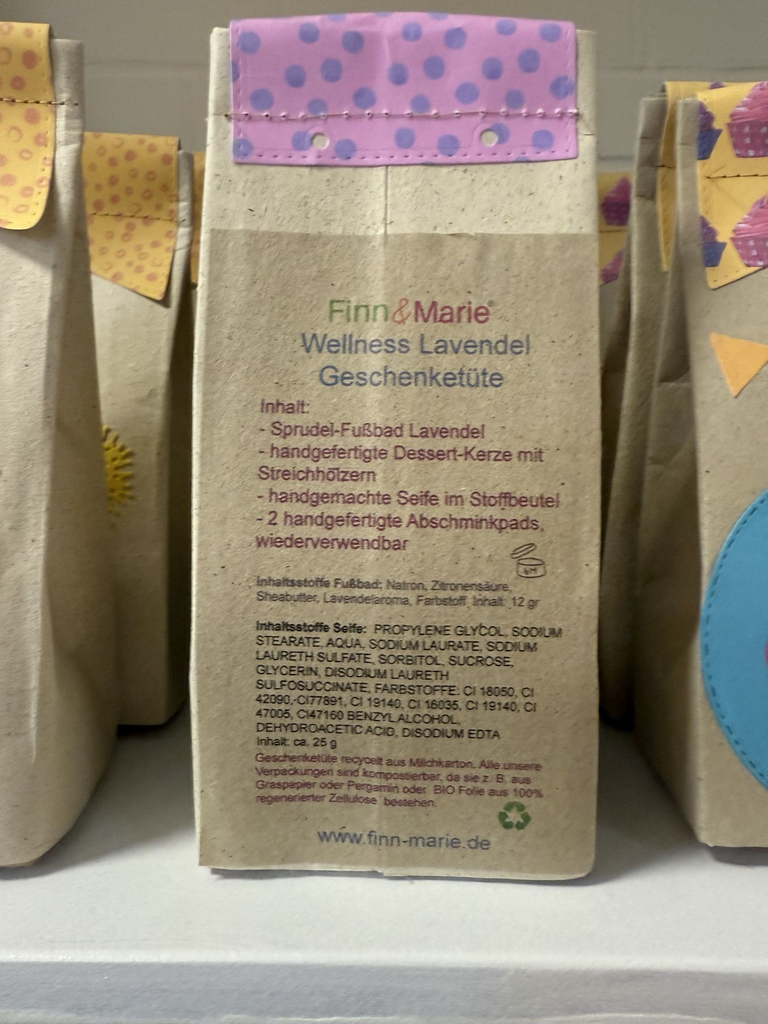 Finn&Marie®
Wellness Lavendel
Geschenketüte
Inhalt:
- Sprudel-Fußbad Lavendel
- handgefertigte Dessert-Kerze mit
Streichhölzern
- handgemachte Seife im Stoffbeutel
- 2 handgefertigte Abschminkpads,
wiederverwendbar
6M
Inhaltsstoffe Fußbad: Natron, Zitronensäure,
Sheabutter, Lavendelaroma, Farbstoff, Inhalt: 12 gr
Inhaltsstoffe Seife: PROPYLENE GLYCOL, SODIUM
STEARATE, AQUA, SODIUM LAURATE, SODIUM
LAURETH SULFATE, SORBITOL, SUCROSE,
GLYCERIN, DISODIUM LAURETH
SULFOSUCCINATE, FARBSTOFFE: CI 18050, CI
42090,-CI77891, CI 19140, CI 16035, CI 19140, CI
47005, CI47160 BENZYLALCOHOL,
DEHYDROACETIC ACID, DISODIUM EDTA
Inhalt: ca. 25 g
Geschenketüte recycelt aus Milchkarton. Alle unsere
Verpackungen sind kompostierbar, da sie z. B. aus
Graspapier oder Pergamin oder BIO Folie aus 100%
regenerierter Zellulose bestehen.
www.finn-marie.de